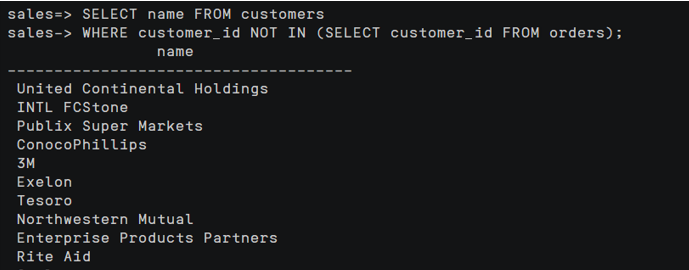 sales=> SELECT name FROM customers
sales-> WHERE customer_id NOT IN (SELECT customer_id FROM orders);
name
------------------------------------
United Continental Holdings
INTL FCStone
Publix Super Markets
ConocoPhillips
3M
Exelon
Tesoro
Northwestern Mutual
Enterprise Products Partners
Rite Aid